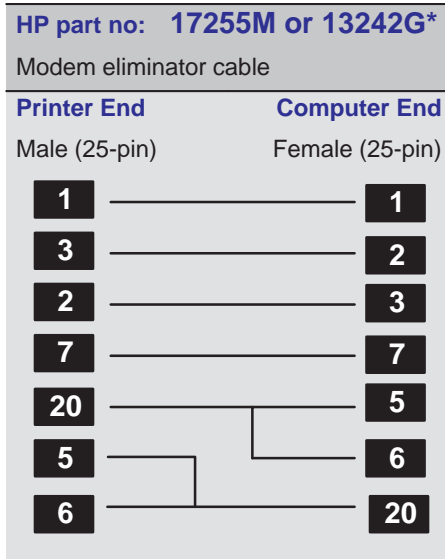 HP part no: 17255M or 13242G*
Modem eliminator cable
Printer End Computer End
Male (25-pin) Female (25-pin)
1 1
3 2
2 3
7 7
20 5
5 6
6 20